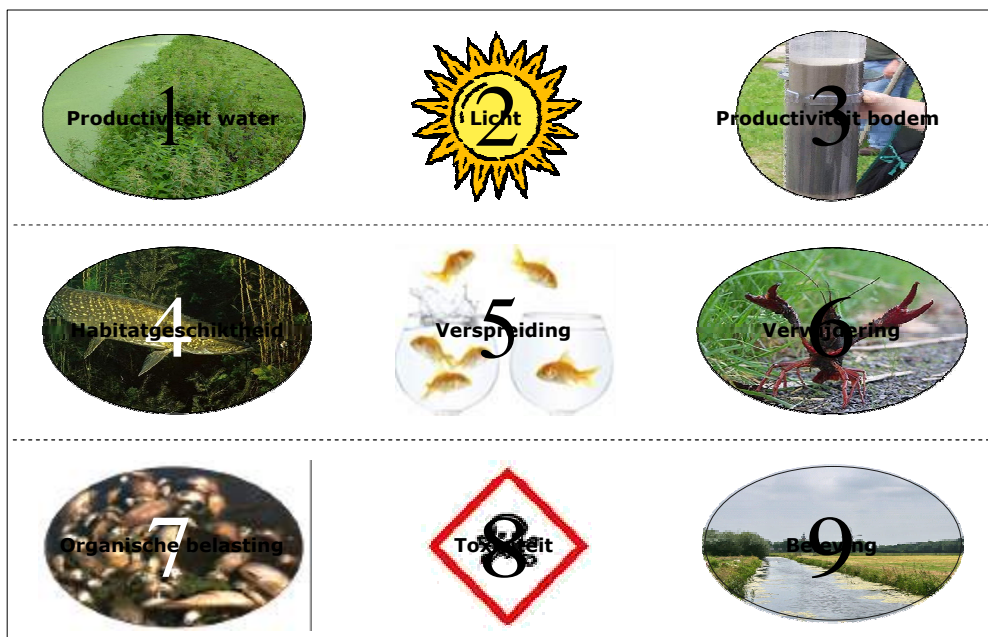 1
Productiviteit water
2
Licht
3
Productiviteit bodem
4
Habitatgeschiktheid
5
Verspreiding
6
Verwijdering
7
Organische belasting
8
Toxiciteit
9
Beleving